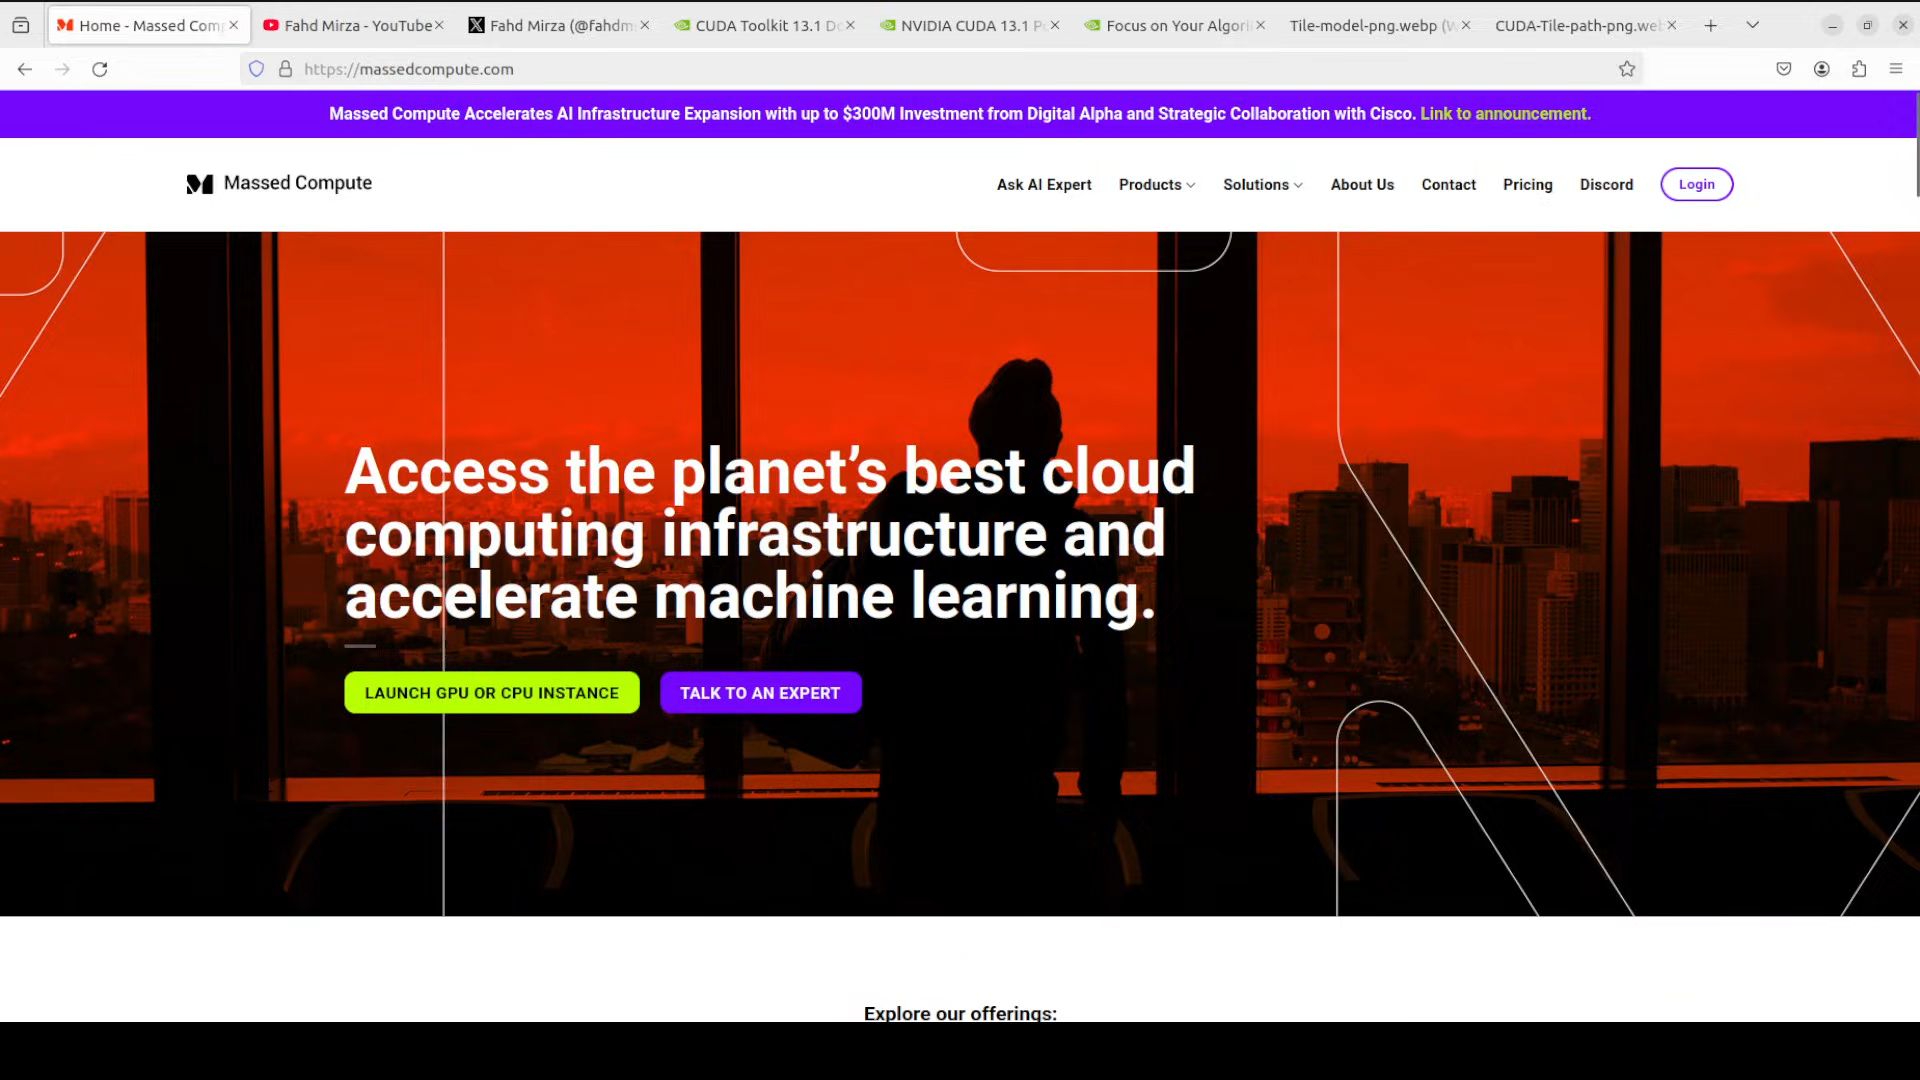 Home - Massed Comp
Fahd Mirza - YouTube
Fahd Mirza (@fahdm
CUDA Toolkit 13.1 Do
NVIDIA CUDA 13.1 Po
Focus on Your Algori
Tile-model-png.webp (W
CUDA-Tile-path-png.we
https://massedcompute.com
Massed Compute Accelerates AI Infrastructure Expansion with up to $300M Investment from Digital Alpha and Strategic Collaboration with Cisco. Link to announcement.
Massed Compute
Ask AI Expert
Products
Solutions
About Us
Contact
Pricing
Discord
Login
Access the planet’s best cloud
computing infrastructure and
accelerate machine learning.
LAUNCH GPU OR CPU INSTANCE
TALK TO AN EXPERT
Explore our offerings: